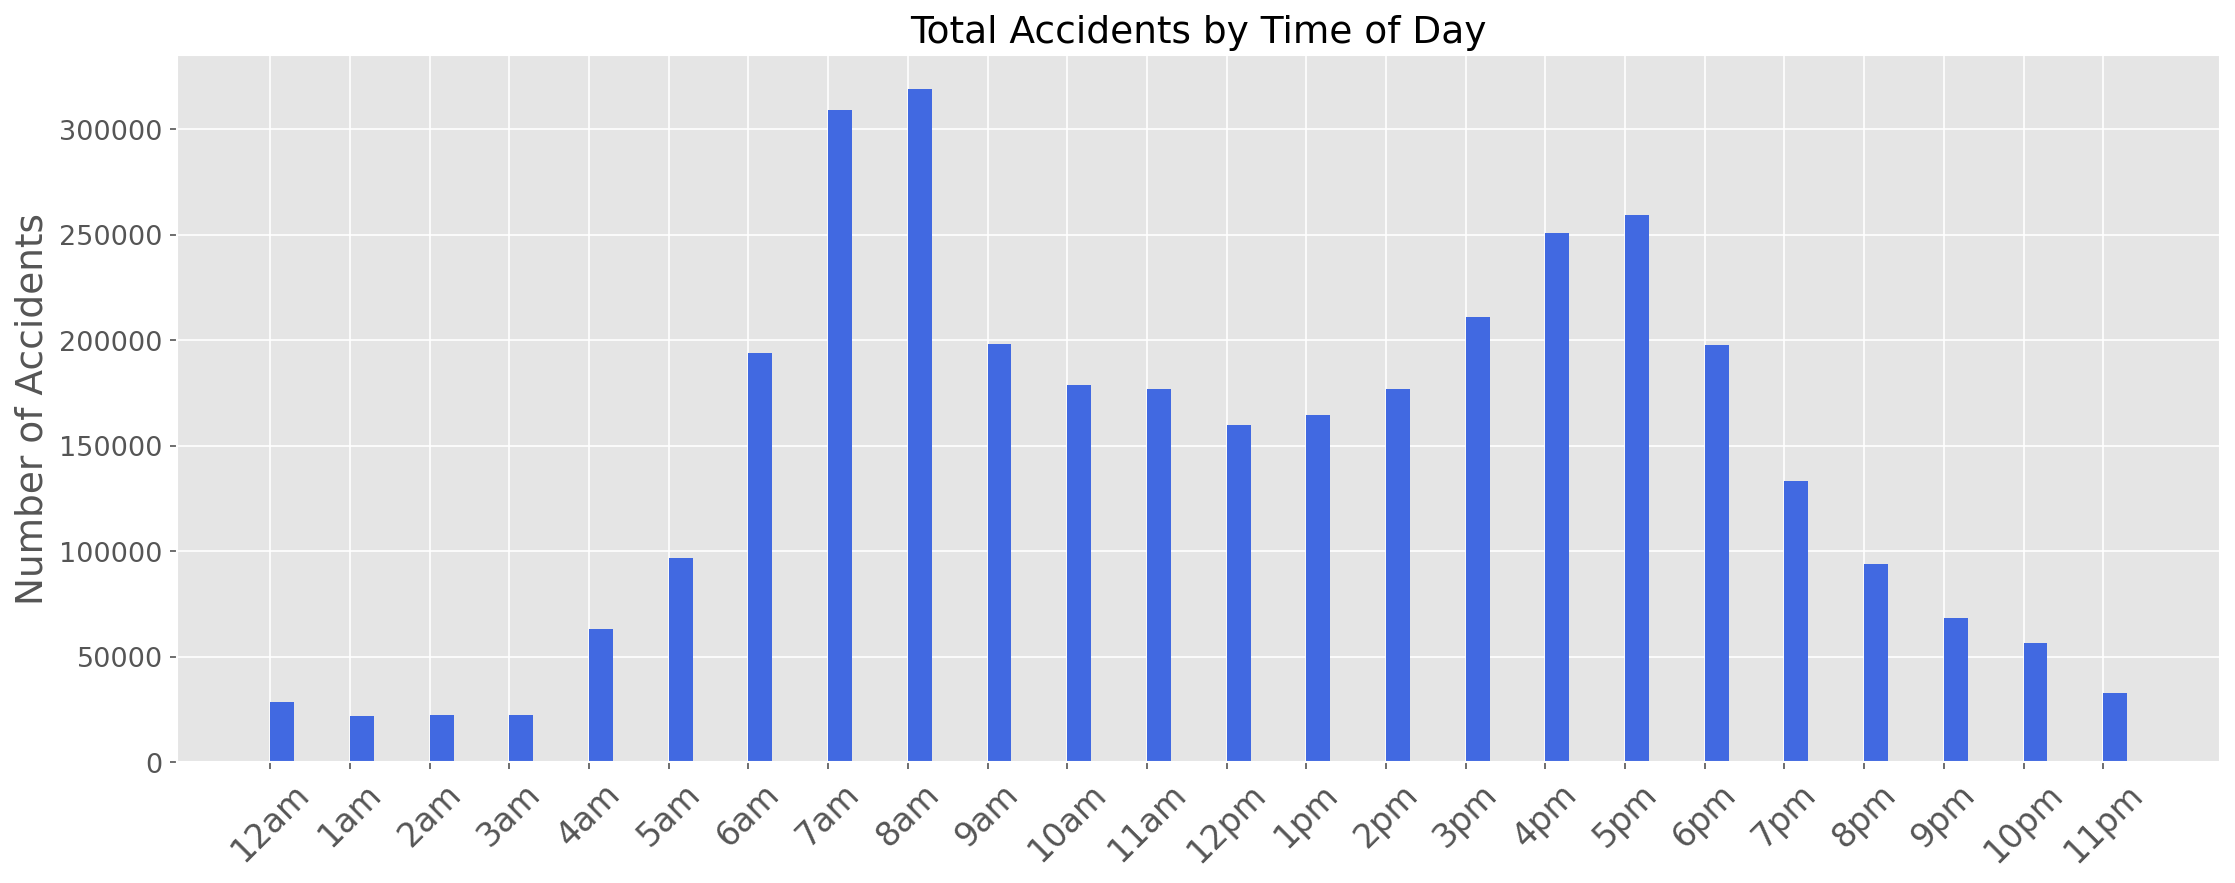 Total Accidents by Time of Day
Number of Accidents
300000
250000
200000
150000
100000
50000
0
12am
1am
2am
3am
4am
5am
6am
7am
8am
9am
10am
11am
12pm
1pm
2pm
3pm
4pm
5pm
6pm
7pm
8pm
9pm
10pm
11pm